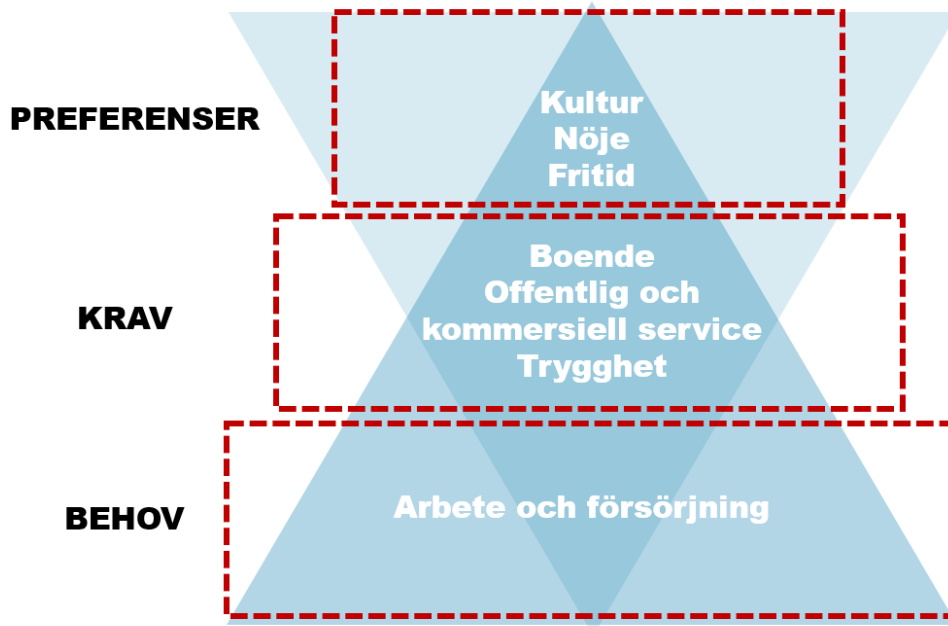 PREFERENSER
Kultur
Nöje
Fritid
KRAV
Boende
Offentlig och
kommersiell service
Trygghet
BEHOV
Arbete och försörjning